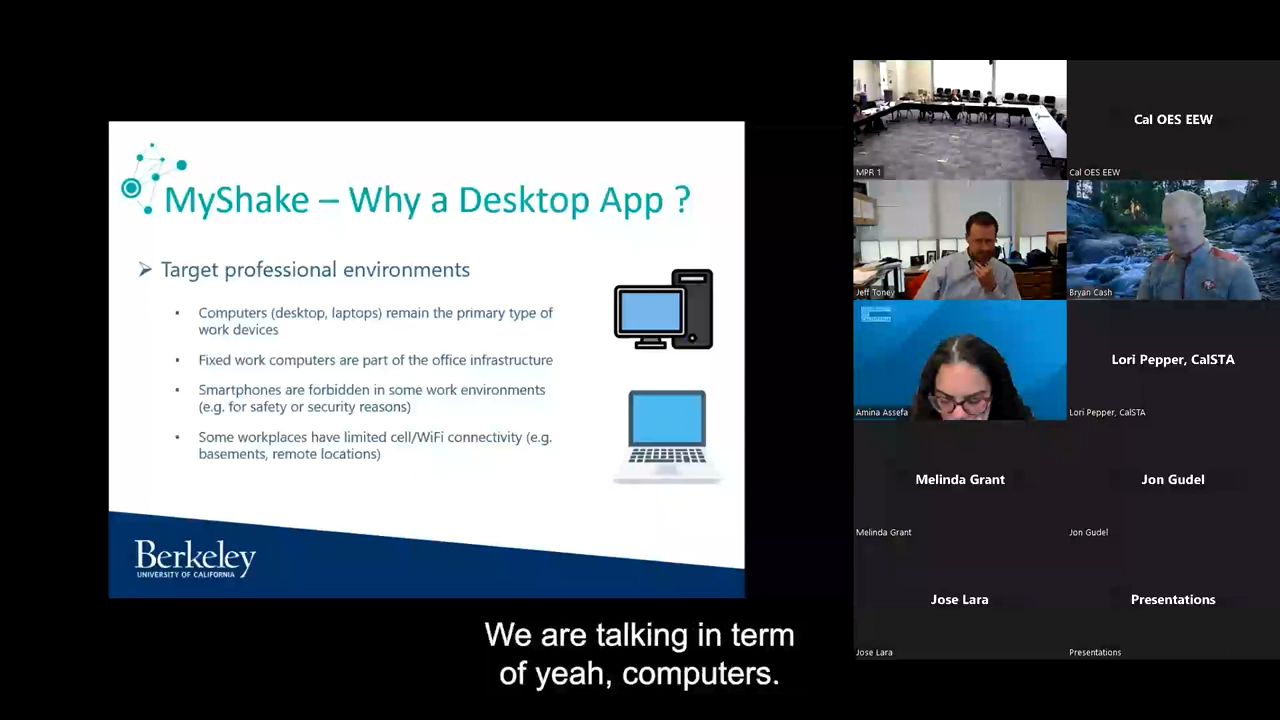 MyShake – Why a Desktop App ?
➢ Target professional environments
▪ Computers (desktop, laptops) remain the primary type of
work devices
▪ Fixed work computers are part of the office infrastructure
▪ Smartphones are forbidden in some work environments
(e.g. for safety or security reasons)
▪ Some workplaces have limited cell/WiFi connectivity (e.g.
basements, remote locations)
Berkeley
UNIVERSITY OF CALIFORNIA
We are talking in term
of yeah, computers.
MPR 1
Cal OES EEW
Cal OES EEW
Jeff Toney
Bryan Cash
Amina Assefa
Lori Pepper, CalSTA
Lori Pepper, CalSTA
Melinda Grant
Melinda Grant
Jon Gudel
Jon Gudel
Jose Lara
Jose Lara
Presentations
Presentations